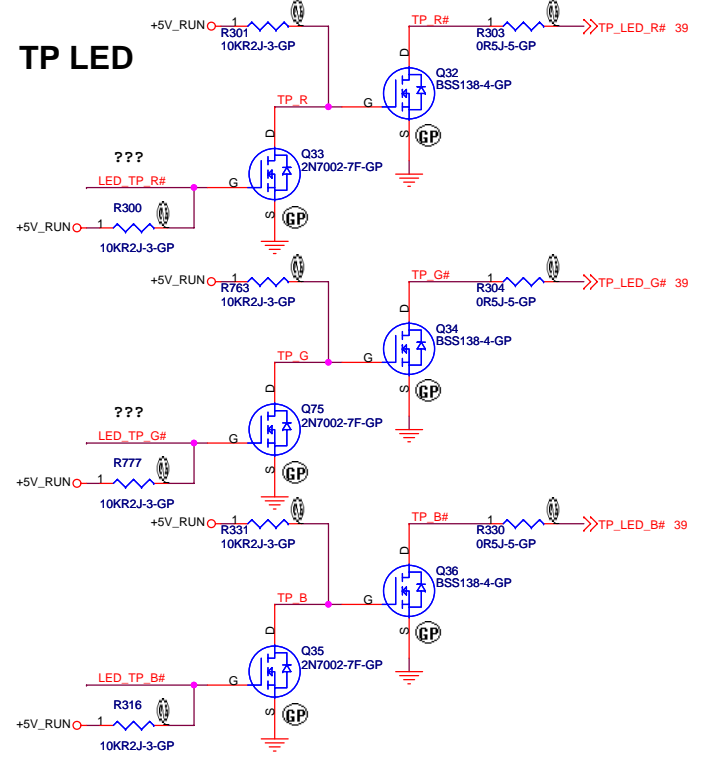 TP LED
+5V_RUN 1 R301 10KR2J-3-GP
TP_R# 1 R303 0R5J-5-GP
TP_LED_R# 39
D
Q32
BSS138-4-GP
TP_R
G
S
GP
D
Q33
2N7002-7F-GP
???
LED_TP_R#
G
S
GP
R300
+5V_RUN 1
10KR2J-3-GP
+5V_RUN 1 R763 10KR2J-3-GP
TP_G# 1 R304 0R5J-5-GP
TP_LED_G# 39
D
Q34
BSS138-4-GP
TP_G
G
S
GP
D
Q75
2N7002-7F-GP
???
LED_TP_G#
G
S
GP
R777
+5V_RUN 1
10KR2J-3-GP
+5V_RUN 1 R331 10KR2J-3-GP
TP_B# 1 R330 0R5J-5-GP
TP_LED_B# 39
D
Q36
BSS138-4-GP
TP_B
G
S
GP
D
Q35
2N7002-7F-GP
LED_TP_B#
G
S
GP
R316
+5V_RUN 1
10KR2J-3-GP